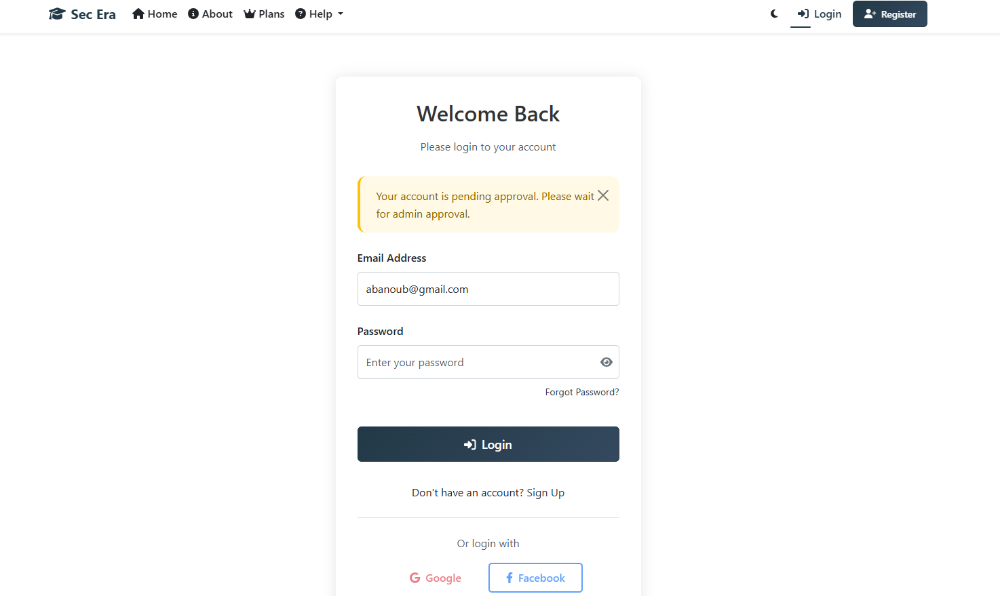 Sec Era Home About Plans Help Login Register
Welcome Back
Please login to your account
Your account is pending approval. Please wait
for admin approval.
Email Address
abanoub@gmail.com
Password
Enter your password
Forgot Password?
Login
Don't have an account? Sign Up
Or login with
Google Facebook